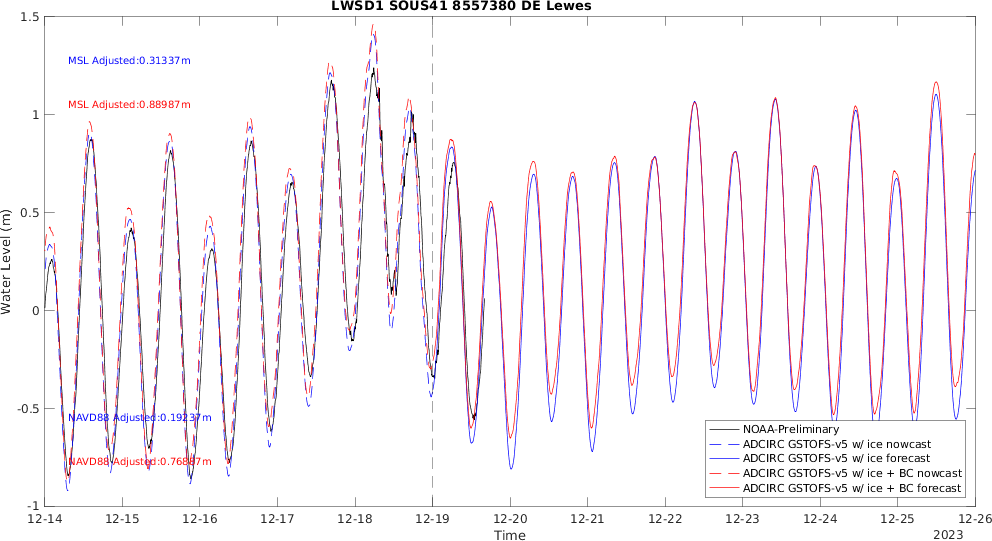 LWSD1 SOUS41 8557380 DE Lewes
1.5
1
0.5
0
-0.5
-1
Water Level (m)
MSL Adjusted:0.31337m
MSL Adjusted:0.88987m
NAVD88 Adjusted:0.19237m
NAVD88 Adjusted:0.76887m
NOAA-Preliminary
ADCIRC GSTOFS-v5 w/ ice nowcast
ADCIRC GSTOFS-v5 w/ ice forecast
ADCIRC GSTOFS-v5 w/ ice + BC nowcast
ADCIRC GSTOFS-v5 w/ ice + BC forecast
12-14 12-15 12-16 12-17 12-18 12-19 12-20 12-21 12-22 12-23 12-24 12-25 12-26
Time
2023